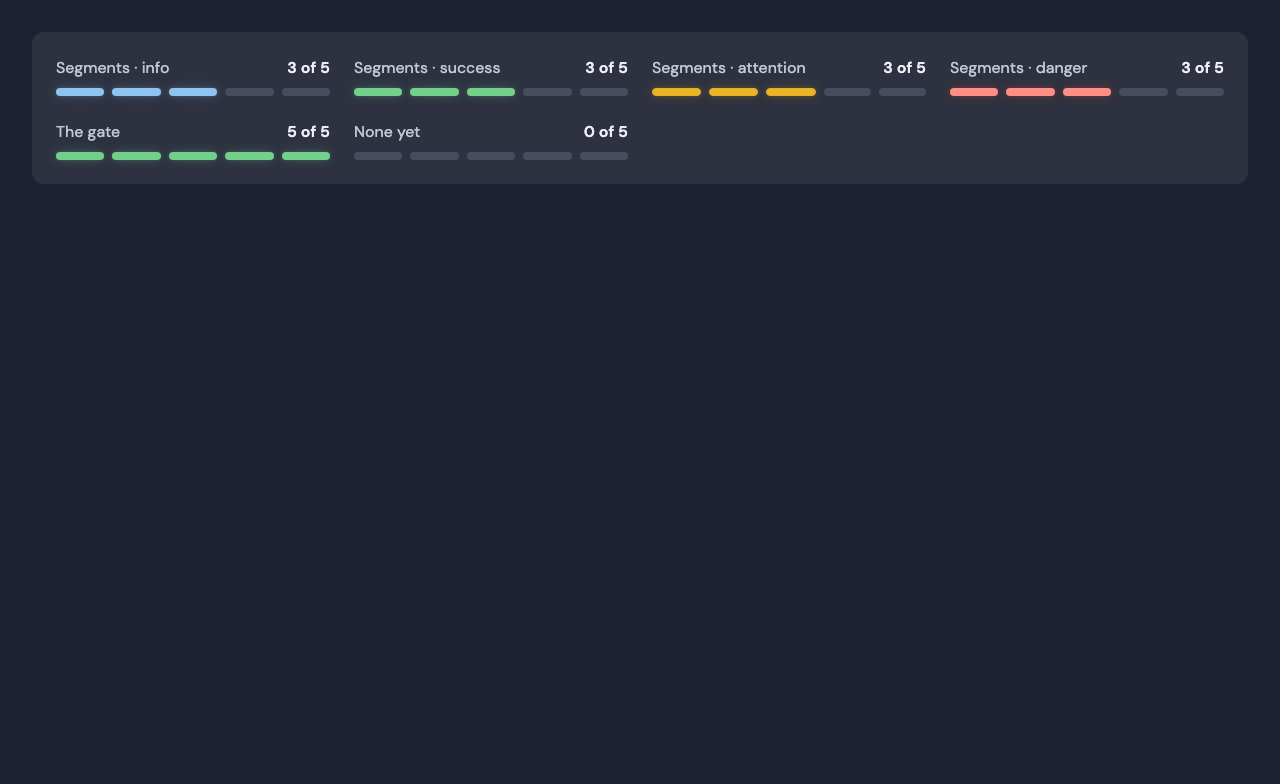 Segments · info 3 of 5
Segments · success 3 of 5
Segments · attention 3 of 5
Segments · danger 3 of 5
The gate 5 of 5
None yet 0 of 5